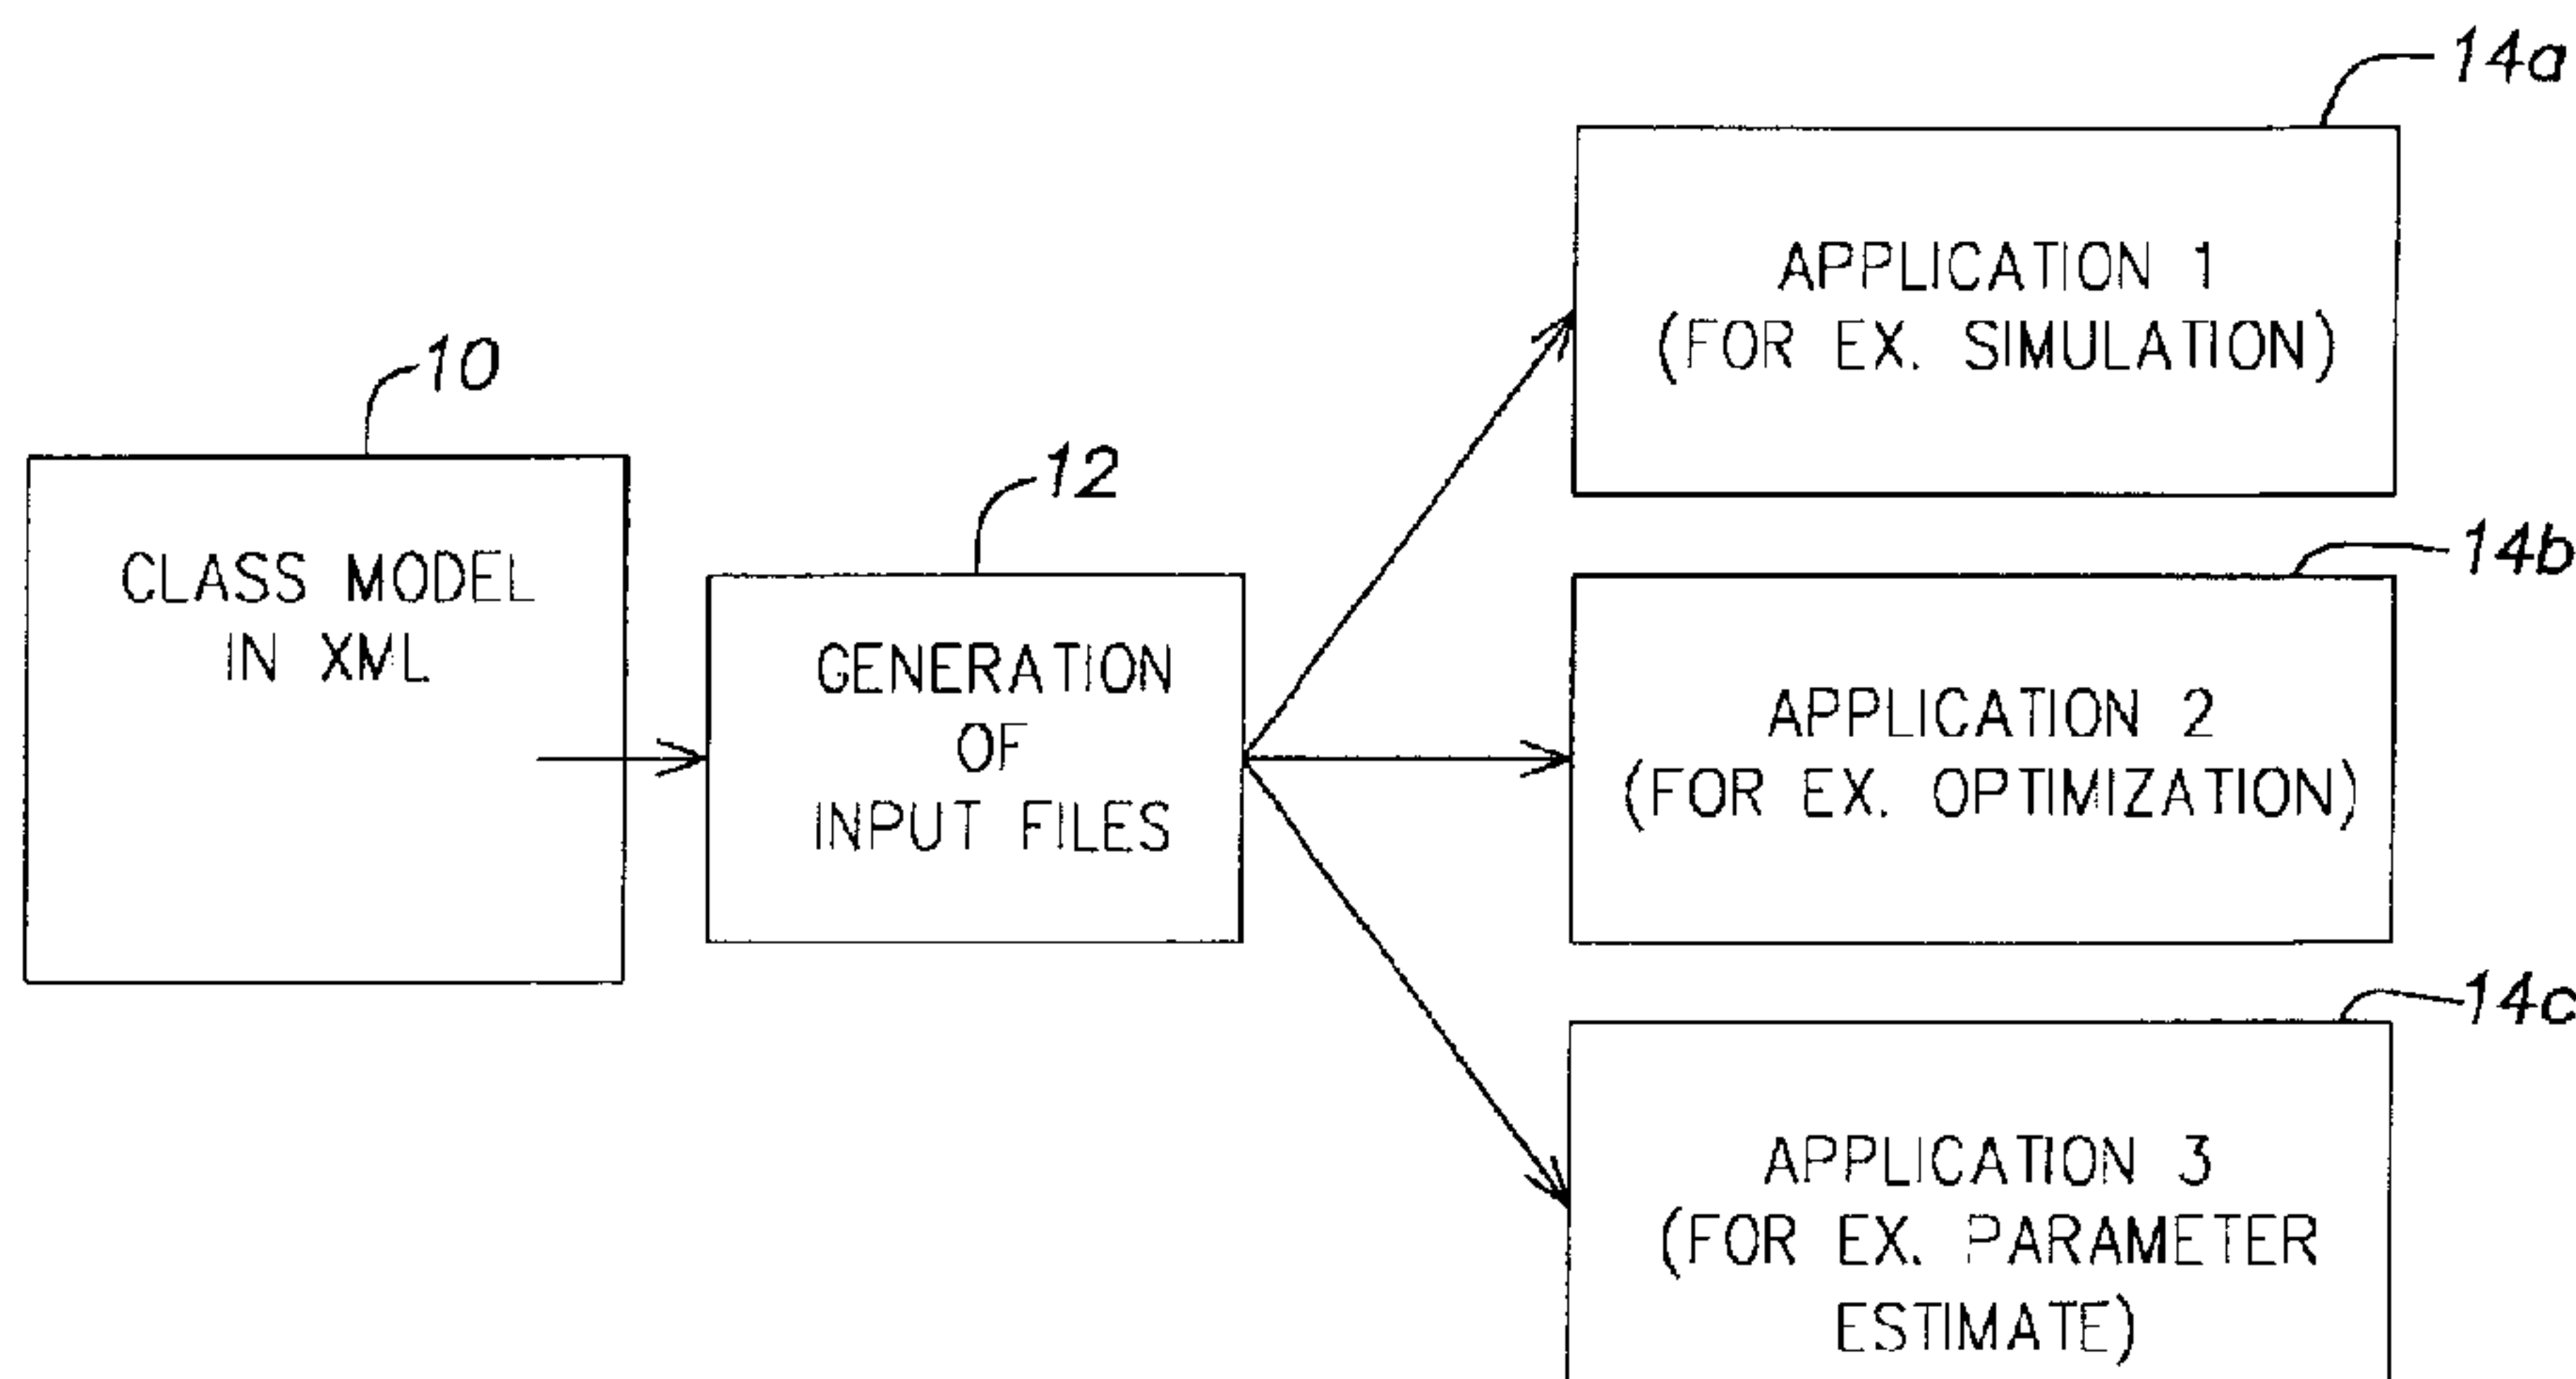 14a
APPLICATION 1
(FOR EX. SIMULATION)
10
CLASS MODEL
IN XML
12
GENERATION
OF
INPUT FILES
14b
APPLICATION 2
(FOR EX. OPTIMIZATION)
14c
APPLICATION 3
(FOR EX. PARAMETER
ESTIMATE)